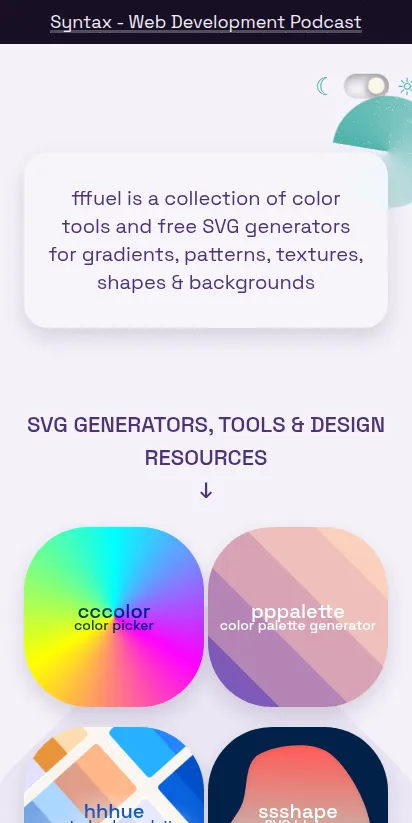 Syntax - Web Development Podcast
fffuel is a collection of color
tools and free SVG generators
for gradients, patterns, textures,
shapes & backgrounds
SVG GENERATORS, TOOLS & DESIGN
RESOURCES
↓
cccolor
color picker
pppalette
color palette generator
hhhue
ssshape